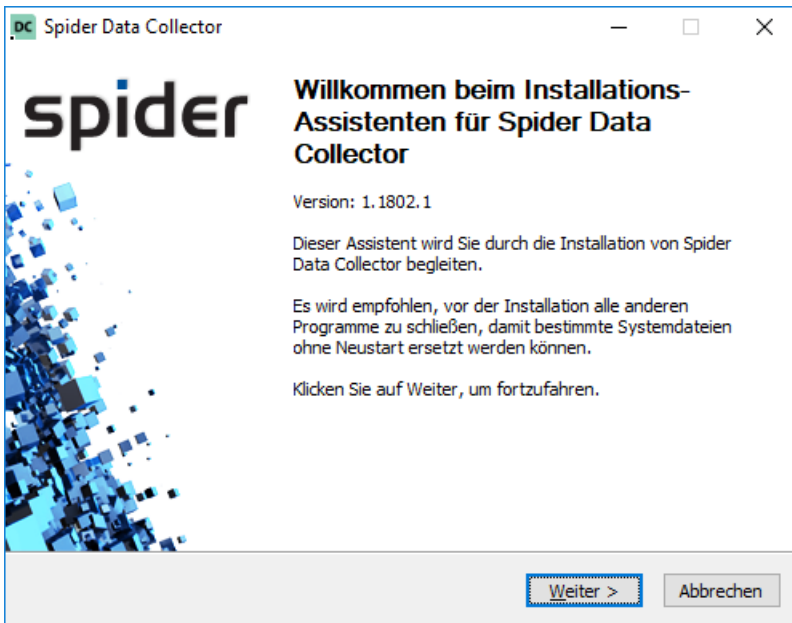 DC Spider Data Collector
spider
Willkommen beim Installations-
Assistenten für Spider Data
Collector
Version: 1.1802.1
Dieser Assistent wird Sie durch die Installation von Spider
Data Collector begleiten.
Es wird empfohlen, vor der Installation alle anderen
Programme zu schließen, damit bestimmte Systemdateien
ohne Neustart ersetzt werden können.
Klicken Sie auf Weiter, um fortzufahren.
Weiter > Abbrechen